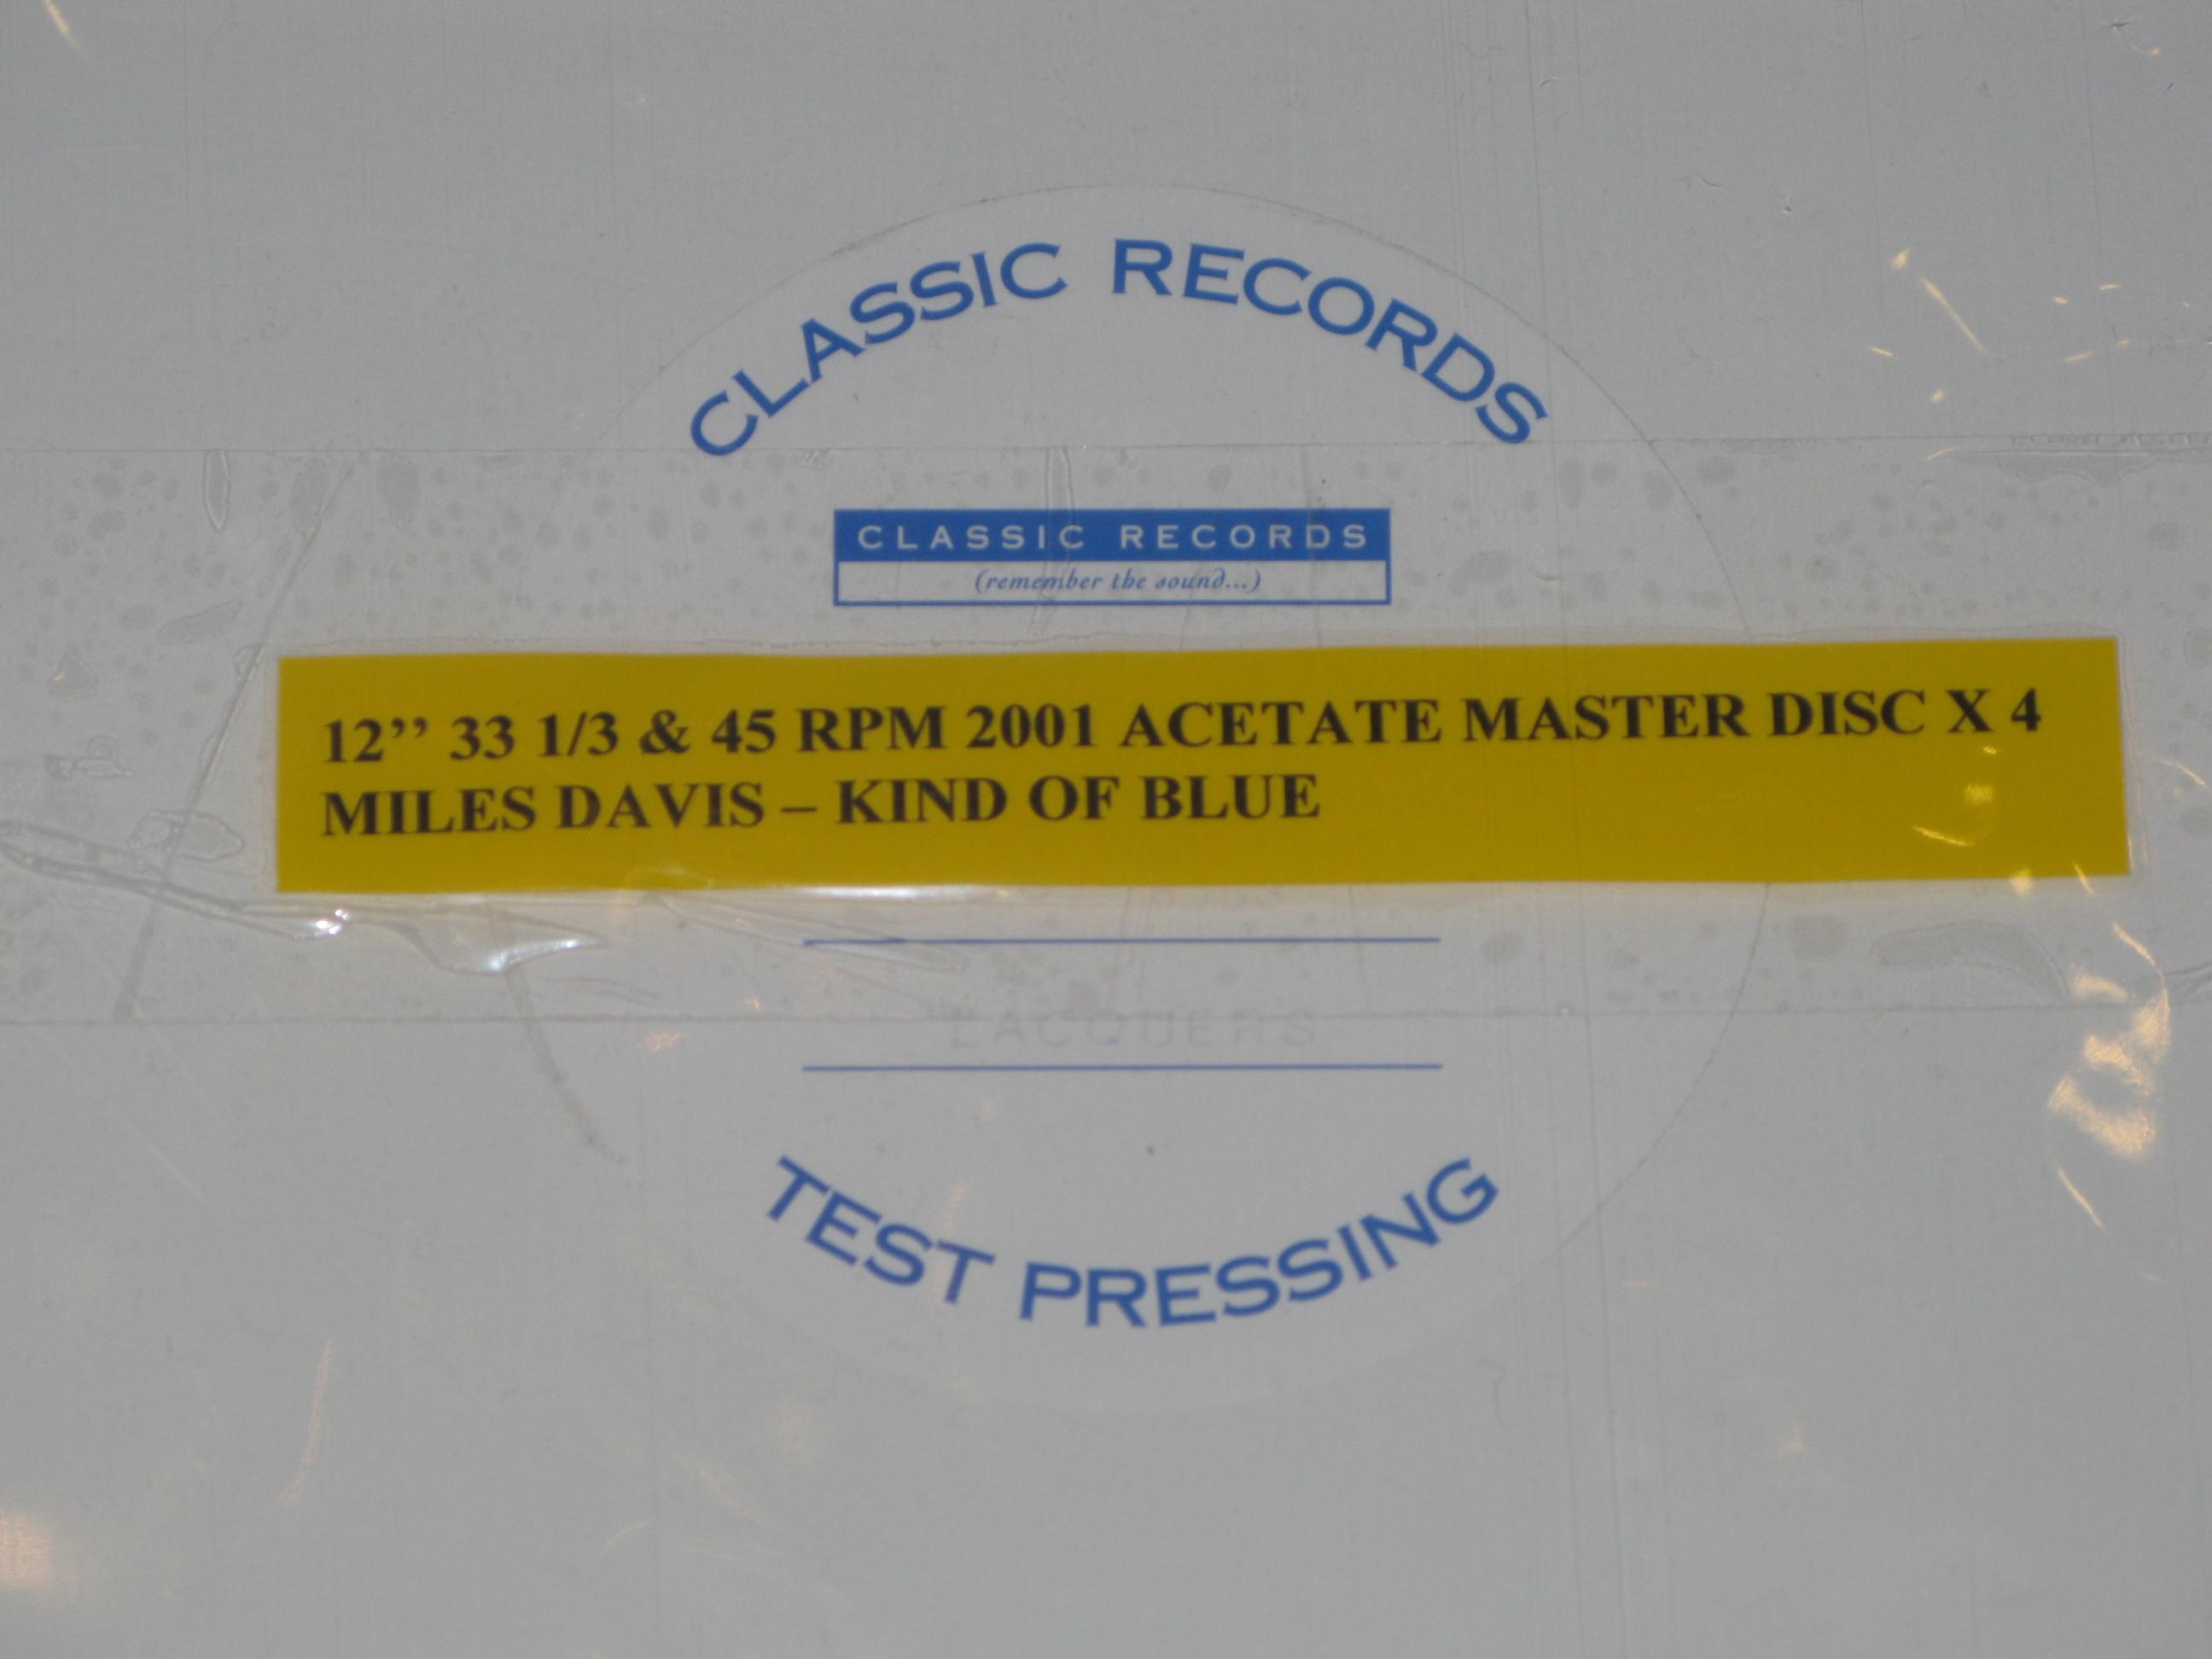 CLASSIC RECORDS
CLASSIC RECORDS
(remember the sound...)
12’’ 33 1/3 & 45 RPM 2001 ACETATE MASTER DISC X 4
MILES DAVIS – KIND OF BLUE
LACQUERS
TEST PRESSING